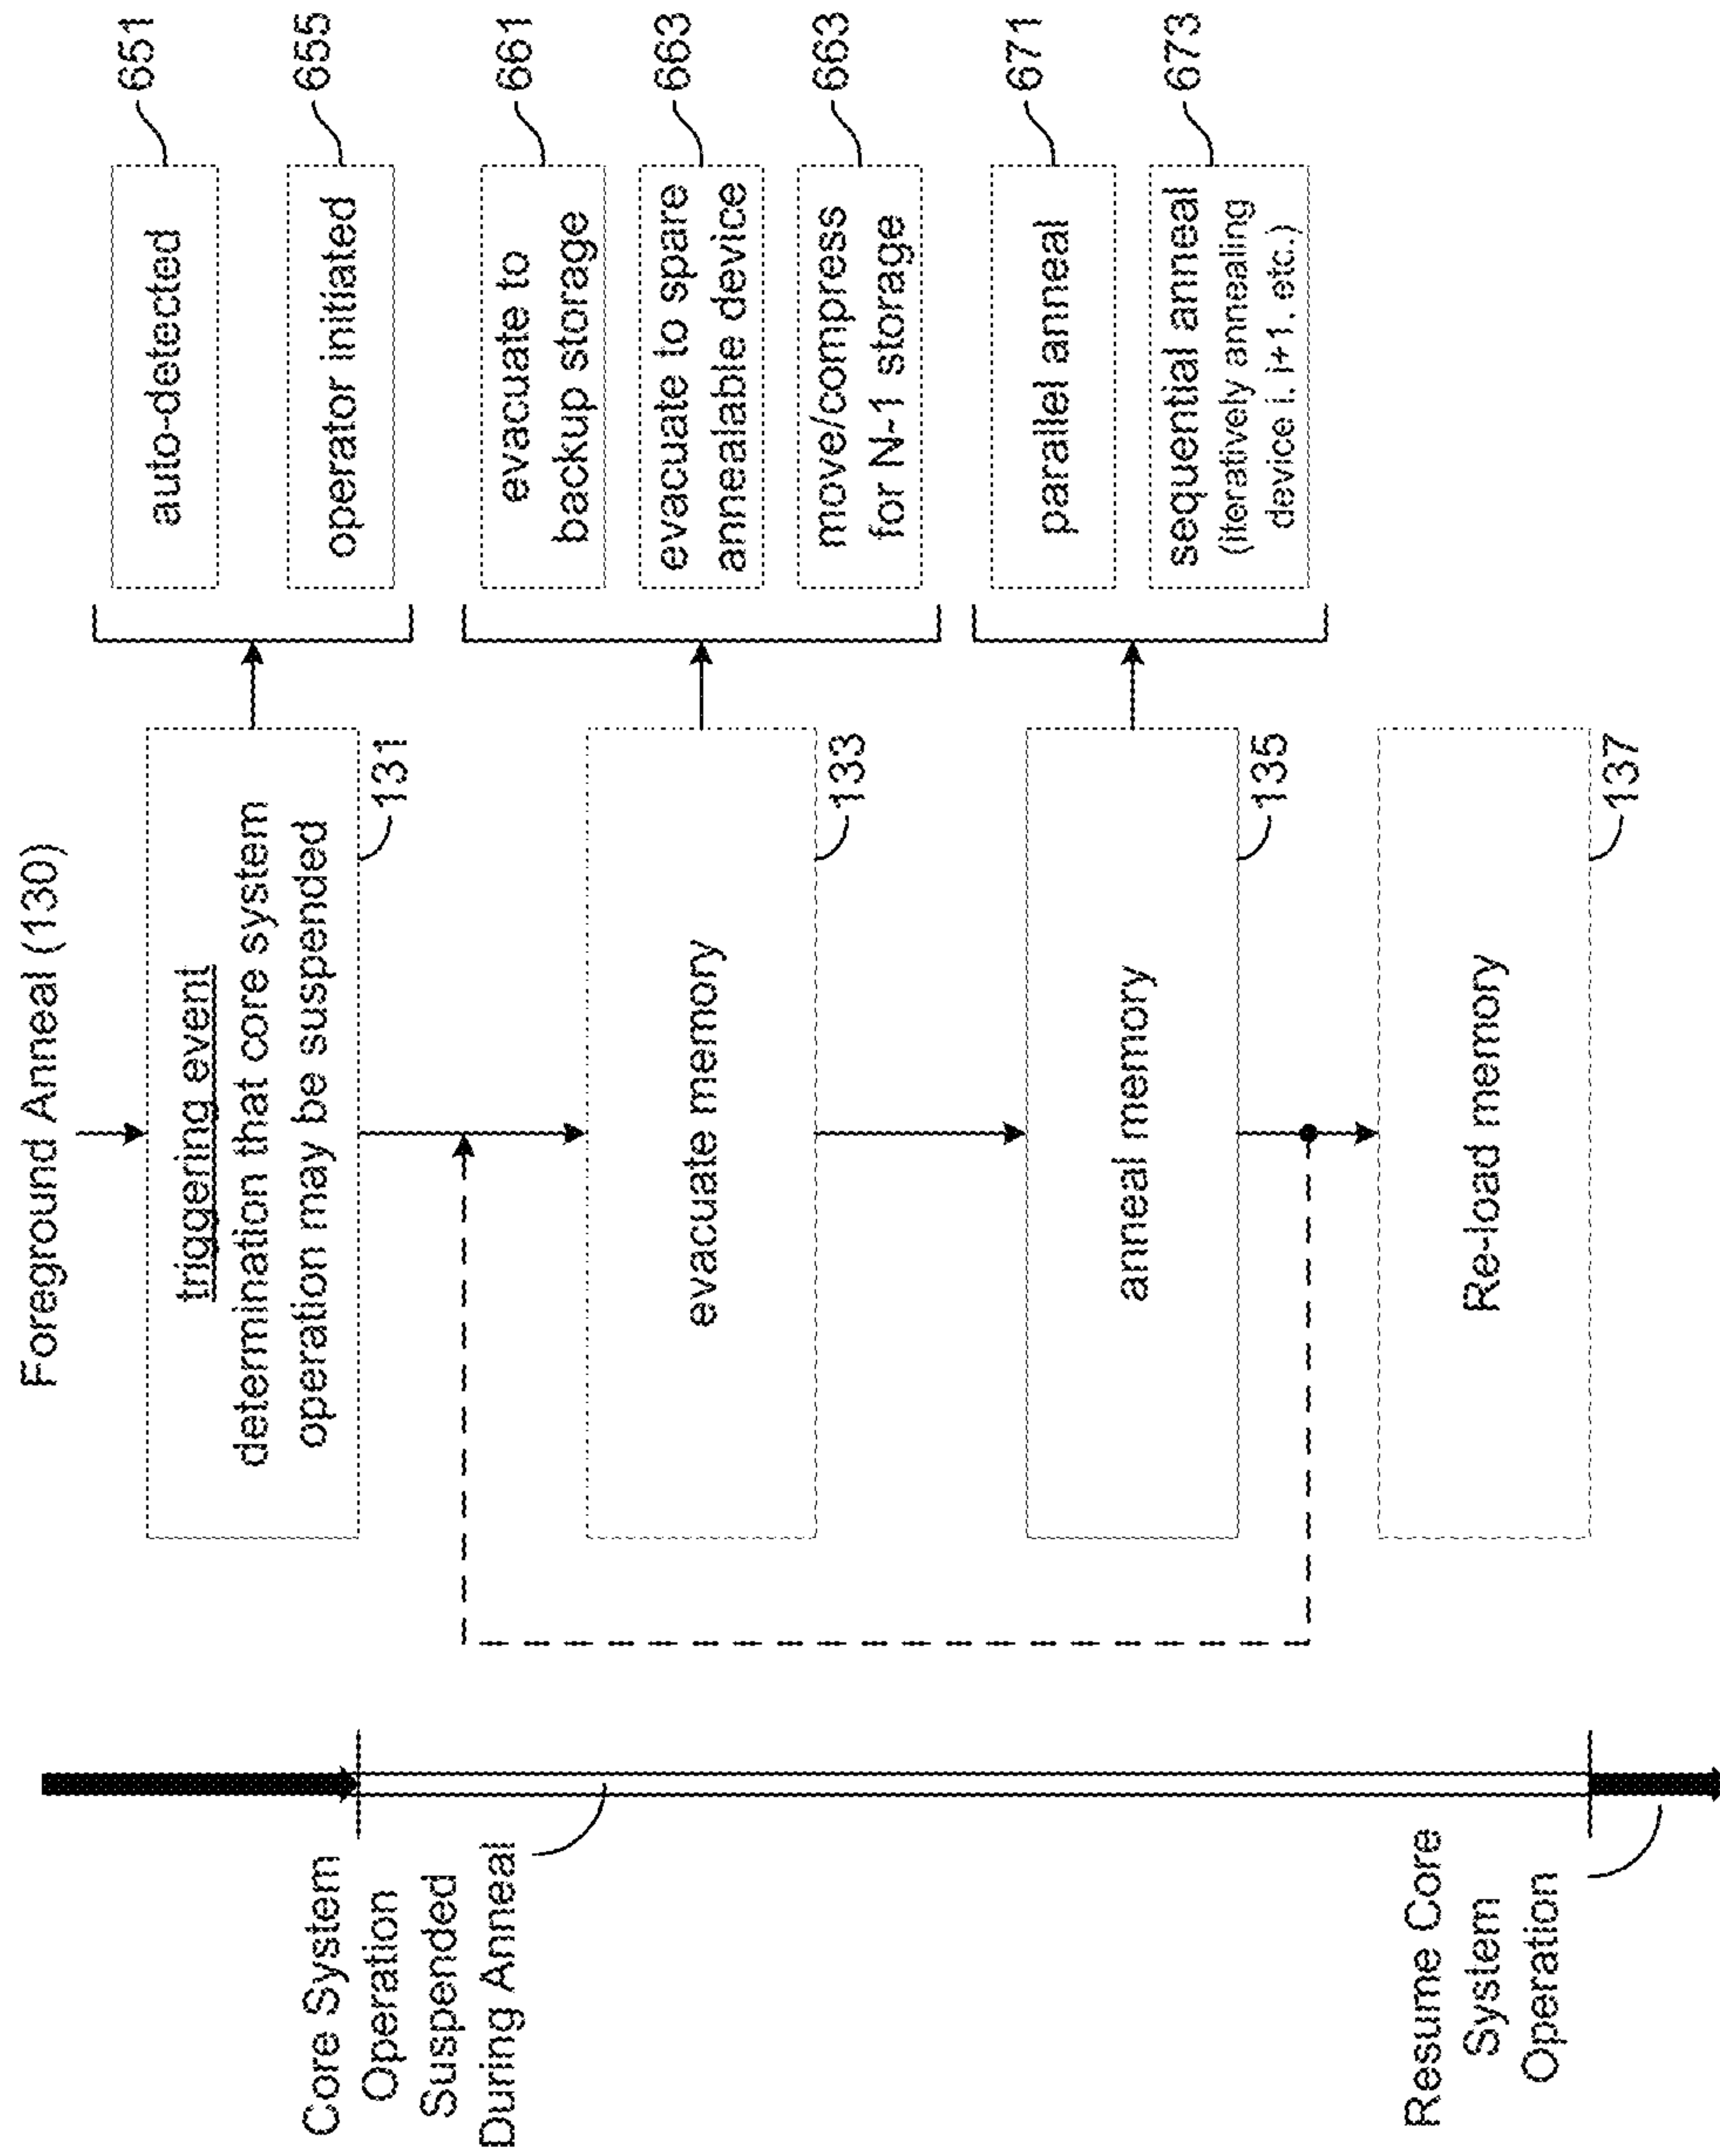 Foreground Anneal (130)
triggering event
determination that core system
operation may be suspended
131
auto-detected
651
operator initiated
655
evacuate memory
133
evacuate to
backup storage
661
evacuate to spare
annealable device
663
move/compress
for N-1 storage
663
anneal memory
135
parallel anneal
671
sequential anneal
(iteratively annealing
device i, i+1, etc.)
673
Re-load memory
137
Core System
Operation
Suspended
During Anneal
Resume Core
System
Operation